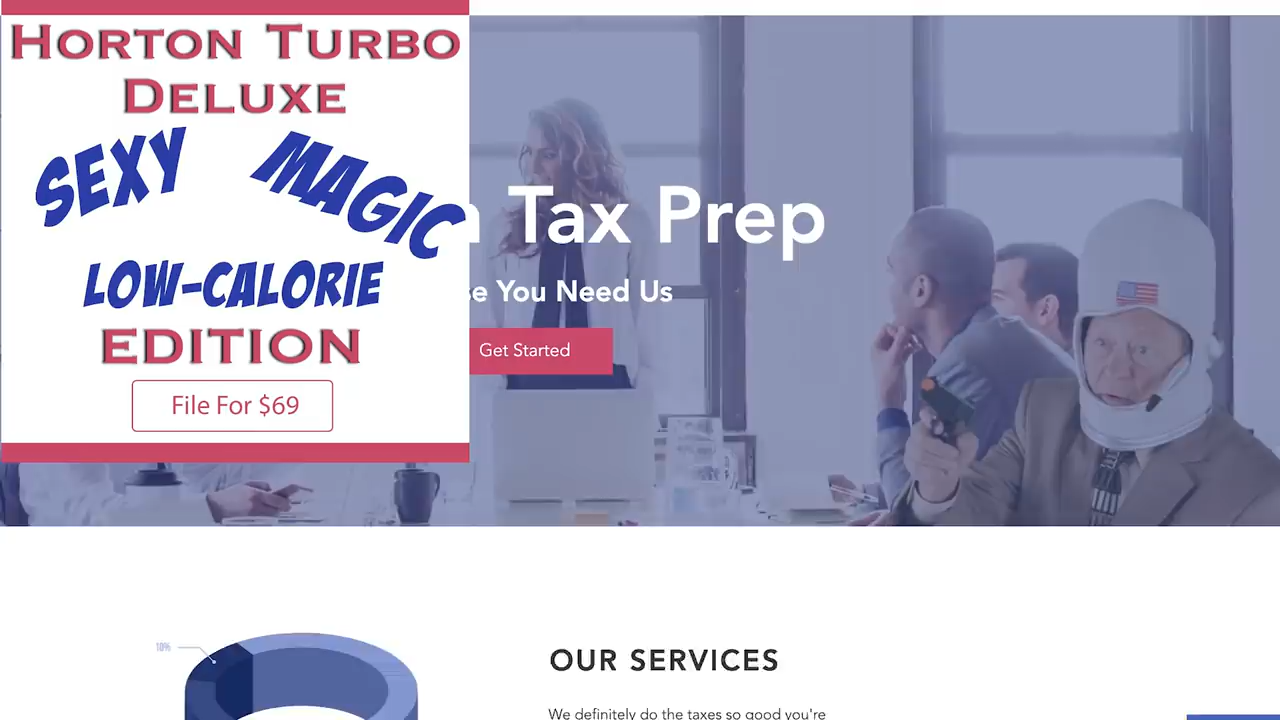 HORTON TURBO
DELUXE
SEXY MAGIC
LOW-CALORIE
EDITION
File For $69
Tax Prep
You Need Us
Get Started
10%
OUR SERVICES
We definitely do the taxes so good you're